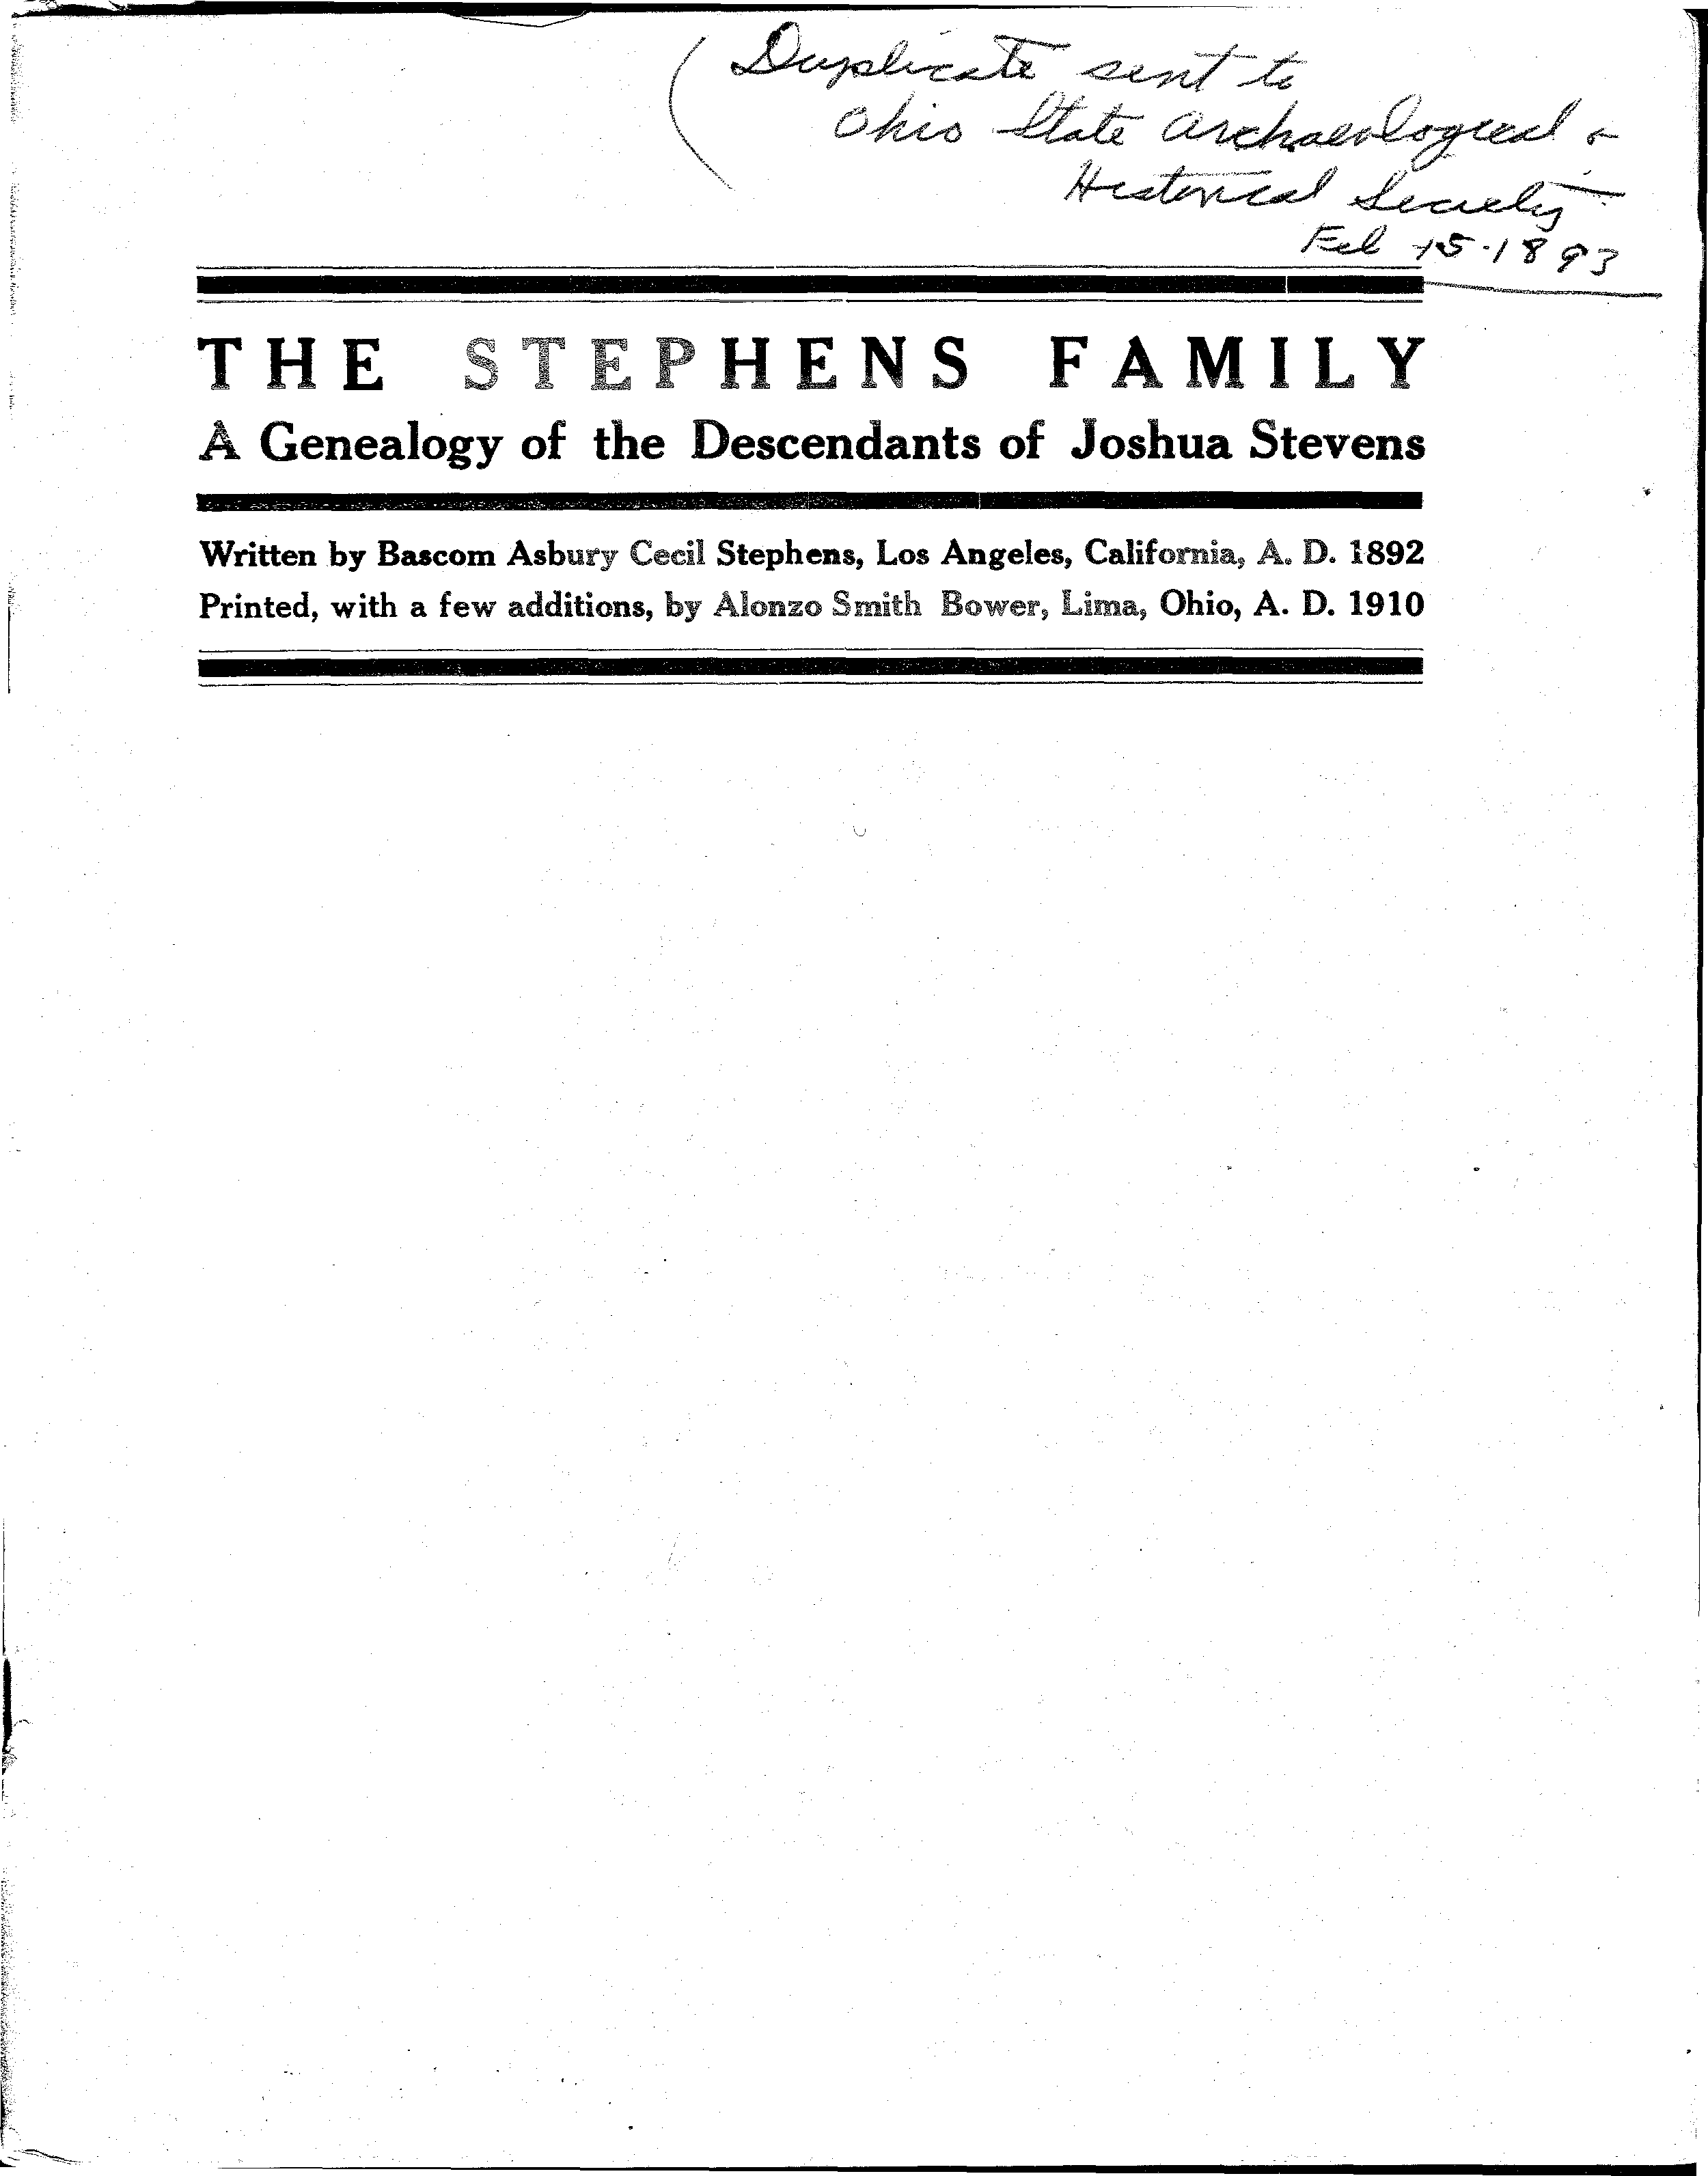 ( Duplicate sent to
Ohio State Archaeological &
Historical Society
Feb 15-1893
THE STEPHENS FAMILY
A Genealogy of the Descendants of Joshua Stevens
Written by Bascom Asbury Cecil Stephens, Los Angeles, California, A. D. 1892
Printed, with a few additions, by Alonzo Smith Bower, Lima, Ohio, A. D. 1910